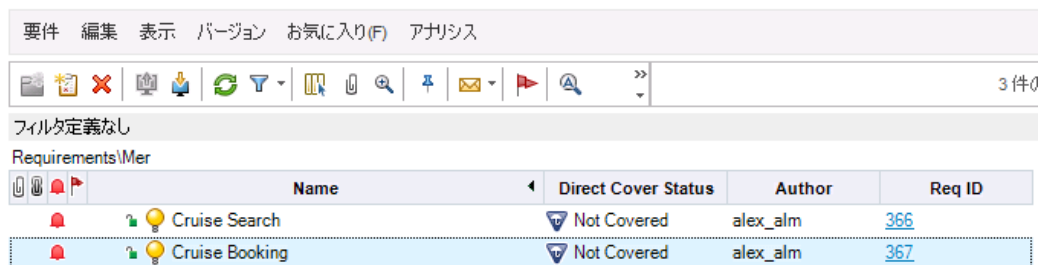 要件 編集 表示 バージョン お気に入り(F) アナリシス
3 件の
フィルタ定義なし
Requirements\Mer
Name Direct Cover Status Author Req ID
Cruise Search Not Covered alex_alm 366
Cruise Booking Not Covered alex_alm 367